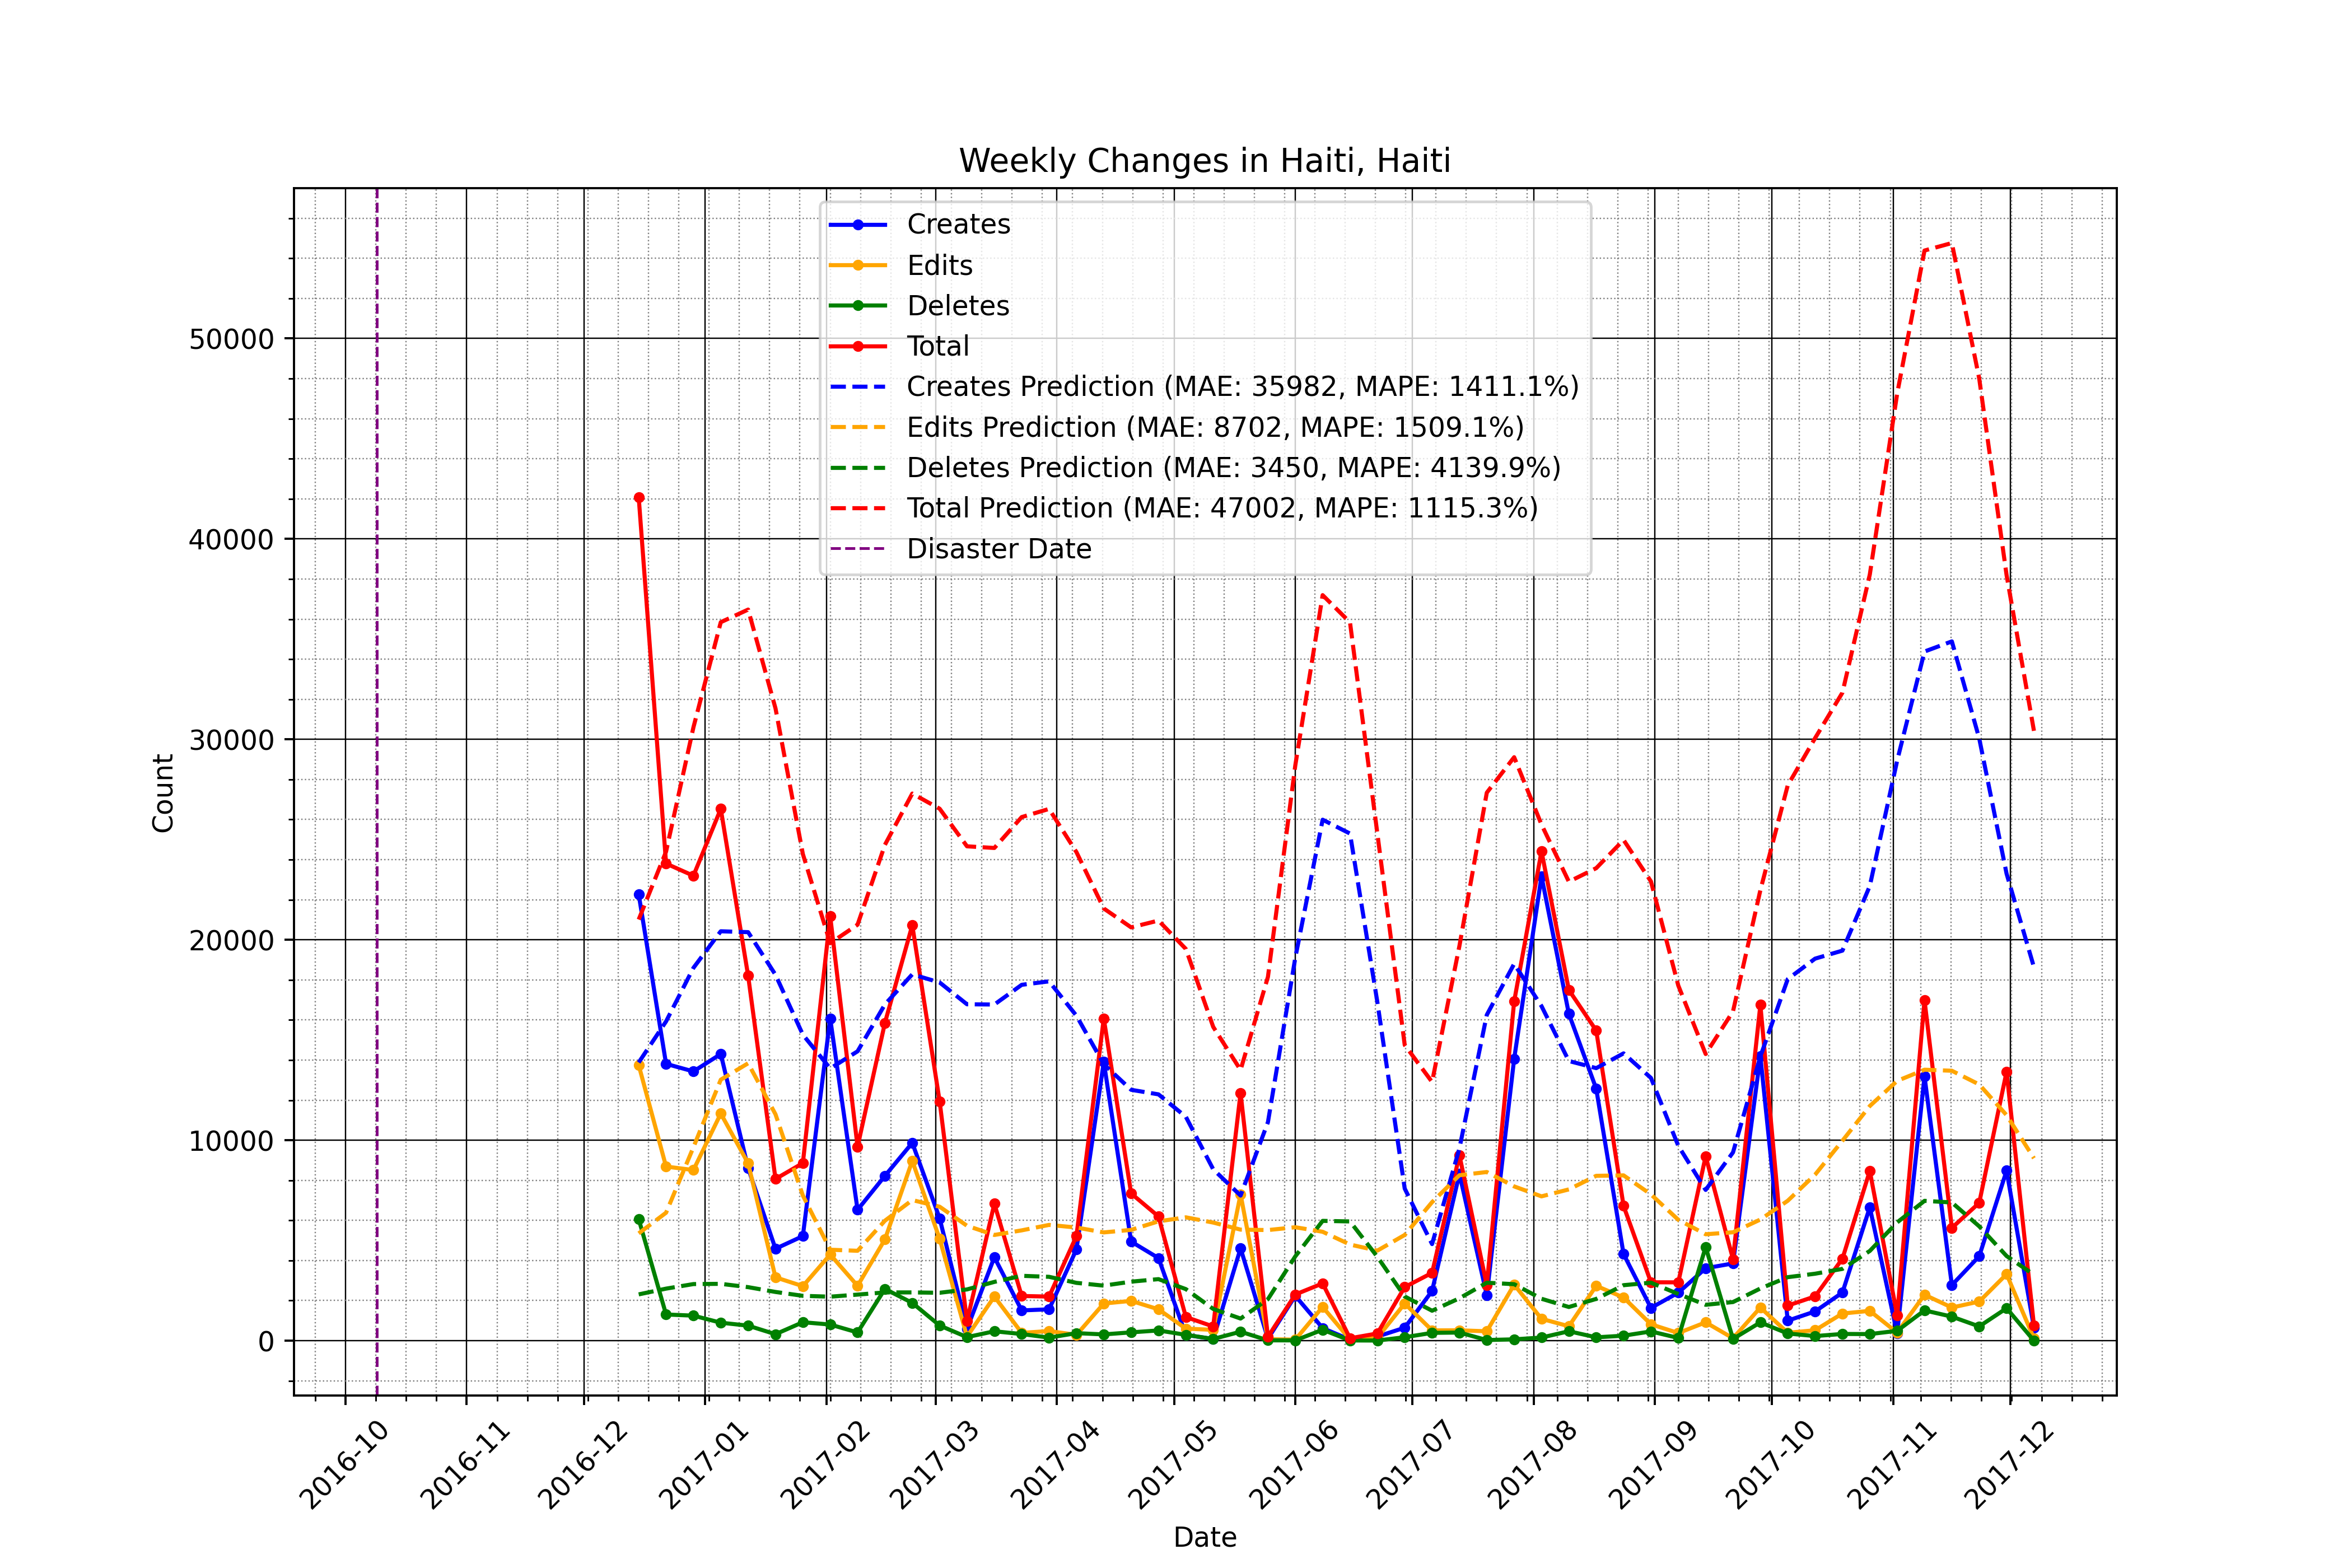 Weekly Changes in Haiti, Haiti
Creates
Edits
Deletes
Total
Creates Prediction (MAE: 35982, MAPE: 1411.1%)
Edits Prediction (MAE: 8702, MAPE: 1509.1%)
Deletes Prediction (MAE: 3450, MAPE: 4139.9%)
Total Prediction (MAE: 47002, MAPE: 1115.3%)
Disaster Date
50000
40000
30000
20000
10000
0
Count
2016-10
2016-11
2016-12
2017-01
2017-02
2017-03
2017-04
2017-05
2017-06
2017-07
2017-08
2017-09
2017-10
2017-11
2017-12
Date